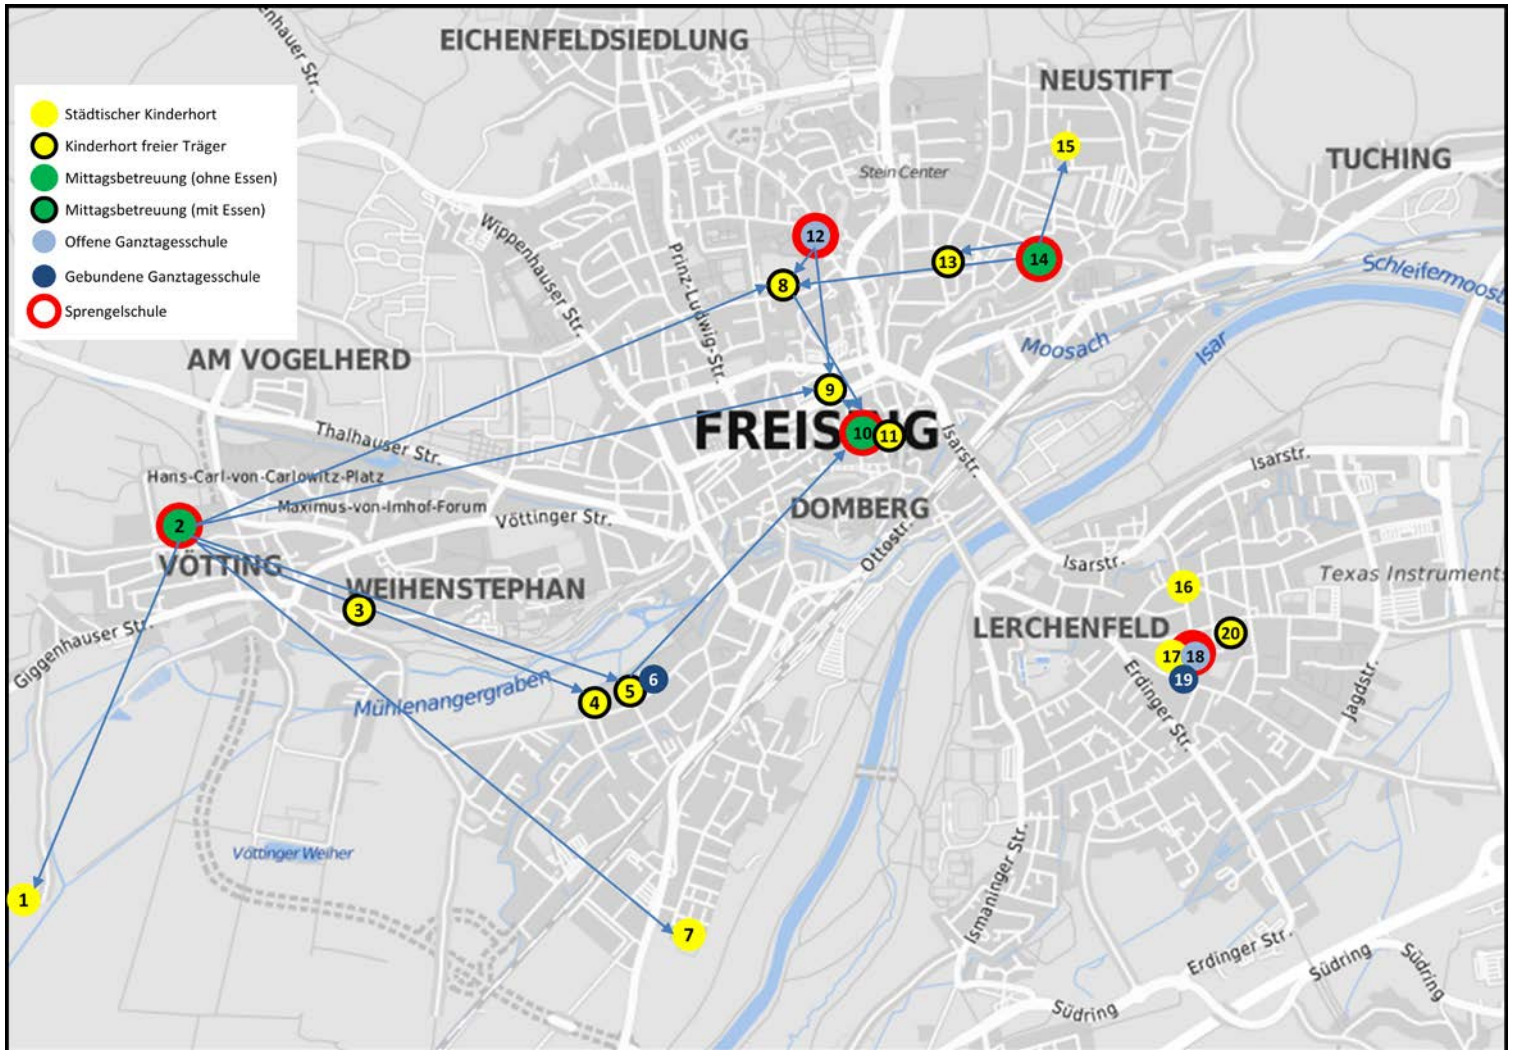 enhauer Str.
EICHENFELDSIEDLUNG
NEUSTIFT
Städtischer Kinderhort
Kinderhort freier Träger
Mittagsbetreuung (ohne Essen)
Mittagsbetreuung (mit Essen)
Offene Ganztagesschule
Gebundene Ganztagesschule
Sprengelschule
15
TUCHING
Stein Center
Wippenhauser Str.
Prinz-Ludwig-Str.
12
13
14
8
Schleifermoost
Moosach
Isar
AM VOGELHERD
9
FREISING
10
11
Isarstr.
Thalhauser Str.
Isarstr.
Hans-Carl-von-Carlowitz-Platz
Maximus-von-Imhof-Forum
Vöttinger Str.
DOMBERG
2
Ottostr.
VÖTTING
Isarstr.
Texas Instruments
WEIHENSTEPHAN
16
3
Giggenhauser Str.
LERCHENFELD
20
17
18
19
6
5
4
Mühlenangergraben
Erdinger Str.
Jagdstr.
Vöttinger Weiher
1
7
Ismaninger Str.
Erdinger Str.
Südring
Südring
Südring